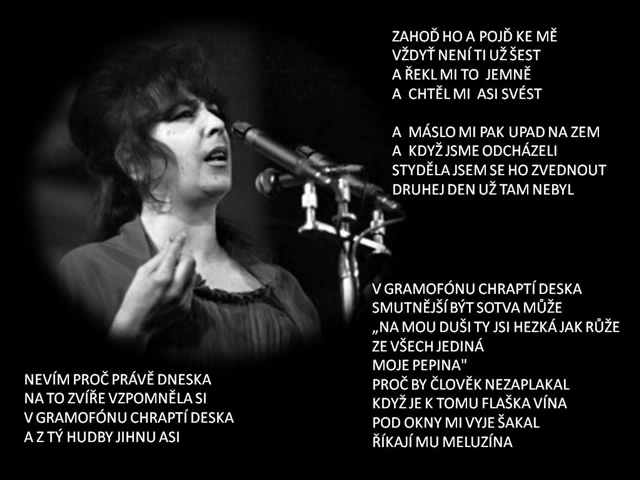 ZAHOĎ HO A POJĎ KE MĚ
VŽDYŤ NENÍ TI UŽ ŠEST
A ŘEKL MI TO JEMNĚ
A CHTĚL MI ASI SVÉST
A MÁSLO MI PAK UPAD NA ZEM
A KDYŽ JSME ODCHÁZELI
STYDĚLA JSEM SE HO ZVEDNOUT
DRUHEJ DEN UŽ TAM NEBYL
NEVÍM PROČ PRÁVĚ DNESKA
NA TO ZVÍŘE VZPOMNĚLA SI
V GRAMOFÓNU CHRAPTÍ DESKA
A Z TÝ HUDBY JIHNU ASI
V GRAMOFÓNU CHRAPTÍ DESKA
SMUTNĚJŠÍ BÝT SOTVA MŮŽE
„NA MOU DUŠI TY JSI HEZKÁ JAK RŮŽE
ZE VŠECH JEDINÁ
MOJE PEPINA"
PROČ BY ČLOVĚK NEZAPLAKAL
KDYŽ JE K TOMU FLAŠKA VÍNA
POD OKNY MI VYJE ŠAKAL
ŘÍKAJÍ MU MELUZÍNA